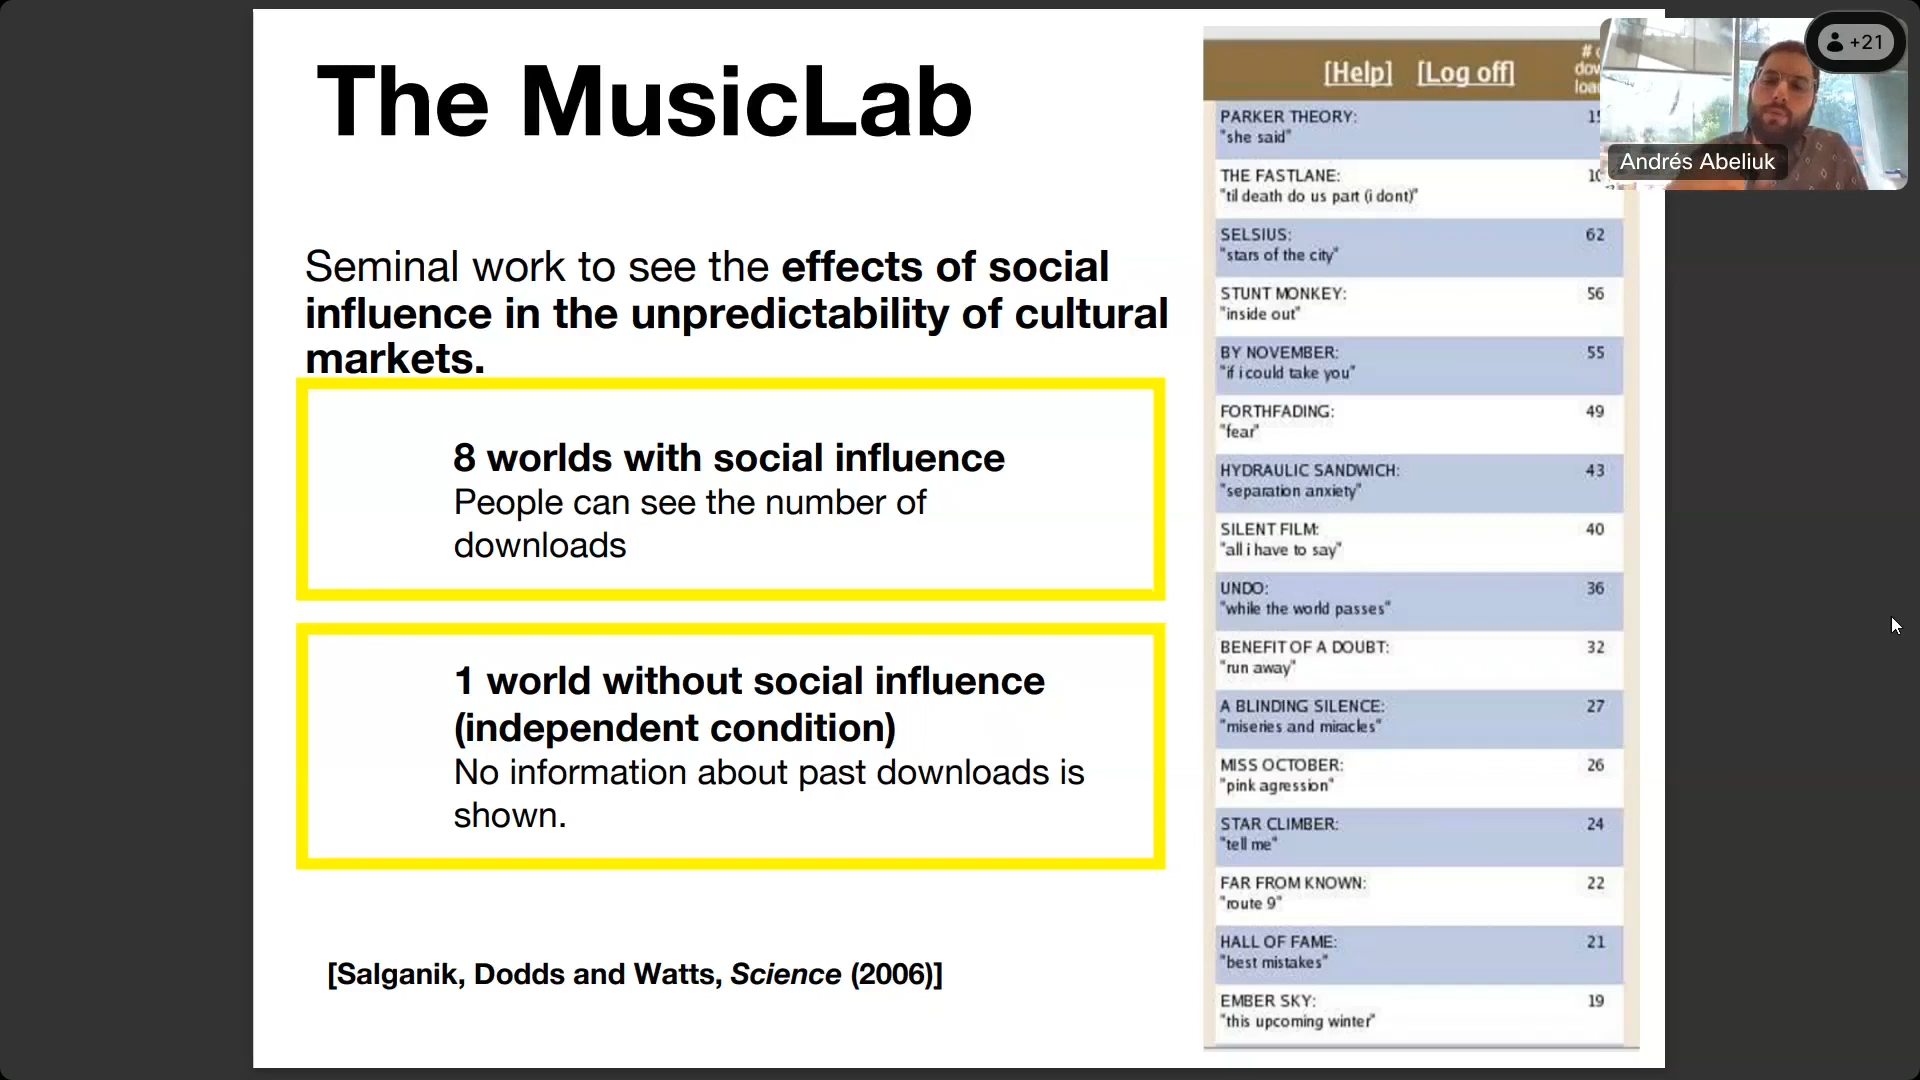 The MusicLab
Seminal work to see the effects of social
influence in the unpredictability of cultural
markets.
8 worlds with social influence
People can see the number of
downloads
1 world without social influence
(independent condition)
No information about past downloads is
shown.
[Salganik, Dodds and Watts, Science (2006)]
[Help] [Log off]
#
PARKER THEORY:
"she said"
THE FASTLANE:
"til death do us part (i dont)"
SELSIUS: 62
"stars of the city"
STUNT MONKEY: 56
"inside out"
BY NOVEMBER: 55
"if i could take you"
FORTHFADING: 49
"fear"
HYDRAULIC SANDWICH: 43
"separation anxiety"
SILENT FILM: 40
"all i have to say"
UNDO: 36
"while the world passes"
BENEFIT OF A DOUBT: 32
"run away"
A BLINDING SILENCE: 27
"miseries and miracles"
MISS OCTOBER: 26
"pink agression"
STAR CLIMBER: 24
"tell me"
FAR FROM KNOWN: 22
"route 9"
HALL OF FAME: 21
"best mistakes"
EMBER SKY: 19
"this upcoming winter"
+21
Andrés Abeliuk